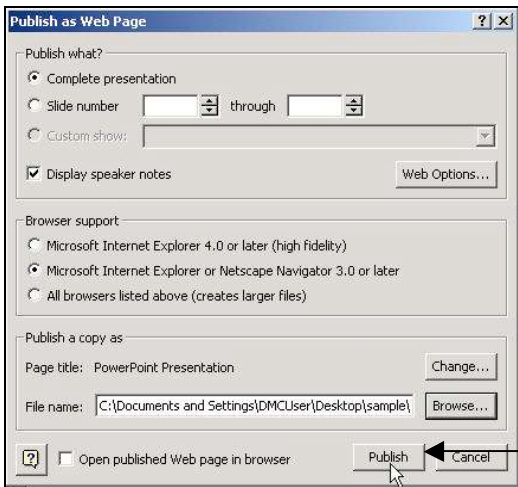 Publish as Web Page
Publish what?
Complete presentation
Slide number through
Custom show:
Display speaker notes Web Options...
Browser support
Microsoft Internet Explorer 4.0 or later (high fidelity)
Microsoft Internet Explorer or Netscape Navigator 3.0 or later
All browsers listed above (creates larger files)
Publish a copy as
Page title: PowerPoint Presentation Change...
File name: C:\Documents and Settings\DMCUser\Desktop\sample\ Browse...
Open published Web page in browser Publish Cancel